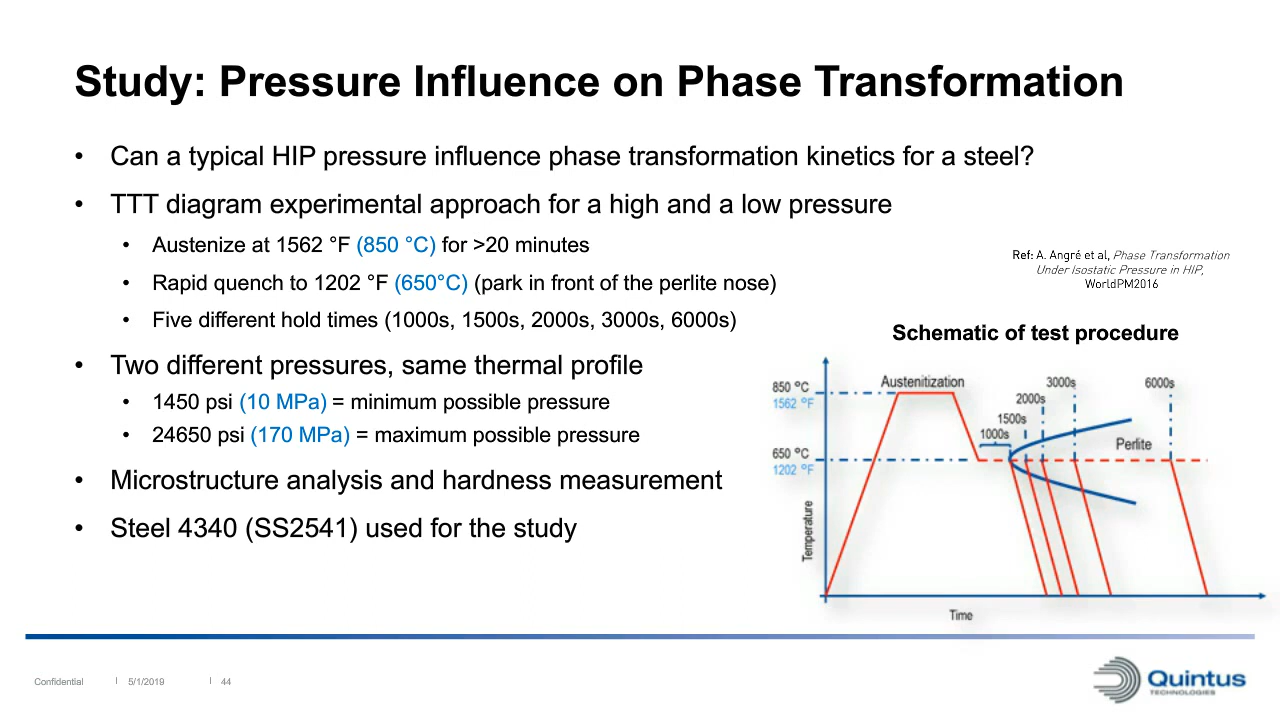 Study: Pressure Influence on Phase Transformation
• Can a typical HIP pressure influence phase transformation kinetics for a steel?
• TTT diagram experimental approach for a high and a low pressure
• Austenize at 1562 °F (850 °C) for >20 minutes
• Rapid quench to 1202 °F (650°C) (park in front of the perlite nose)
• Five different hold times (1000s, 1500s, 2000s, 3000s, 6000s)
• Two different pressures, same thermal profile
• 1450 psi (10 MPa) = minimum possible pressure
• 24650 psi (170 MPa) = maximum possible pressure
• Microstructure analysis and hardness measurement
• Steel 4340 (SS2541) used for the study
Ref: A. Angré et al, Phase Transformation
Under Isostatic Pressure in HIP,
WorldPM2016
Schematic of test procedure
850 °C
1562 °F
Austenitization
3000s
6000s
2000s
1500s
1000s
Perlite
650 °C
1202 °F
Temperature
Time
Confidential | 5/1/2019 | 44
Quintus
TECHNOLOGIES